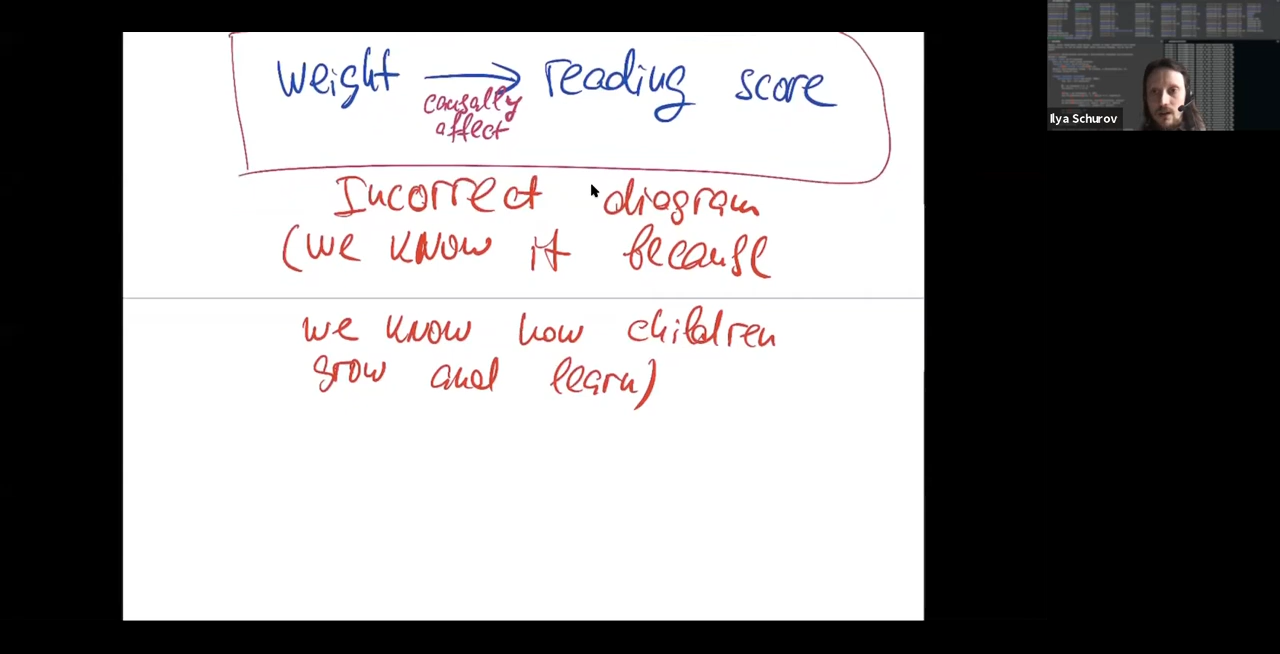 weight → reading score
causally
affect
Ilya Schurov
Incorrect diagram
(we know it because
we know how children
grow and learn)